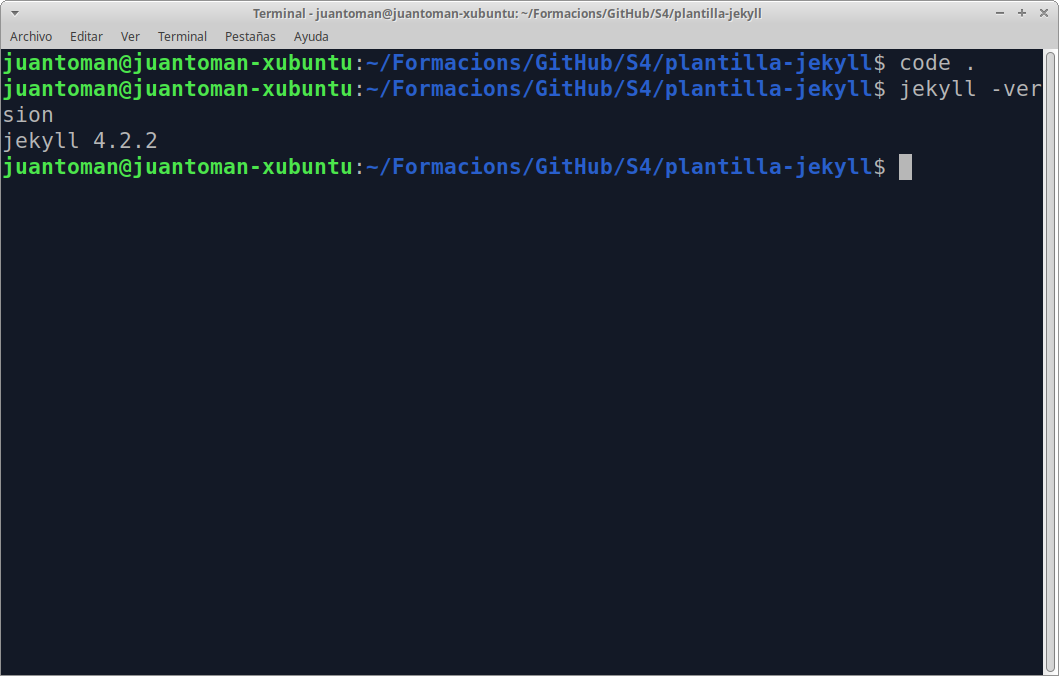 Terminal - juantoman@juantoman-xubuntu: ~/Formacions/GitHub/S4/plantilla-jekyll
Archivo Editar Ver Terminal Pestañas Ayuda
juantoman@juantoman-xubuntu:~/Formacions/GitHub/S4/plantilla-jekyll$ code .
juantoman@juantoman-xubuntu:~/Formacions/GitHub/S4/plantilla-jekyll$ jekyll -ver
sion
jekyll 4.2.2
juantoman@juantoman-xubuntu:~/Formacions/GitHub/S4/plantilla-jekyll$